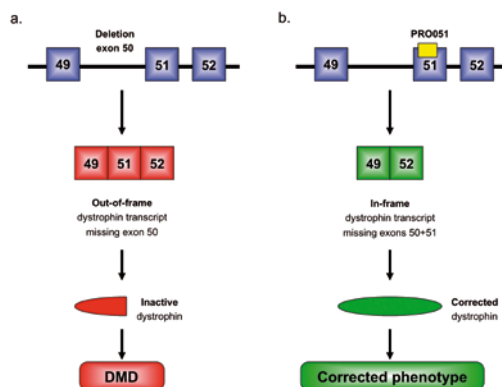 a.
Deletion
exon 50
49
51
52
49
51
52
Out-of-frame
dystrophin transcript
missing exon 50
Inactive
dystrophin
DMD
b.
PRO051
49
51
52
49
52
In-frame
dystrophin transcript
missing exons 50+51
Corrected
dystrophin
Corrected phenotype